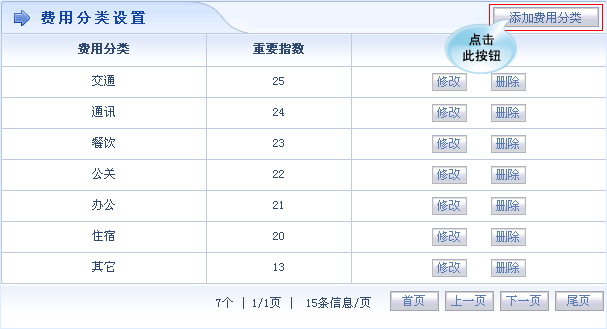 费用分类设置 添加费用分类
点击
此按钮
费用分类 重要指数
交通 25 修改 删除
通讯 24 修改 删除
餐饮 23 修改 删除
公关 22 修改 删除
办公 21 修改 删除
住宿 20 修改 删除
其它 13 修改 删除
7个 | 1/1页 | 15条信息/页 首页 上一页 下一页 尾页